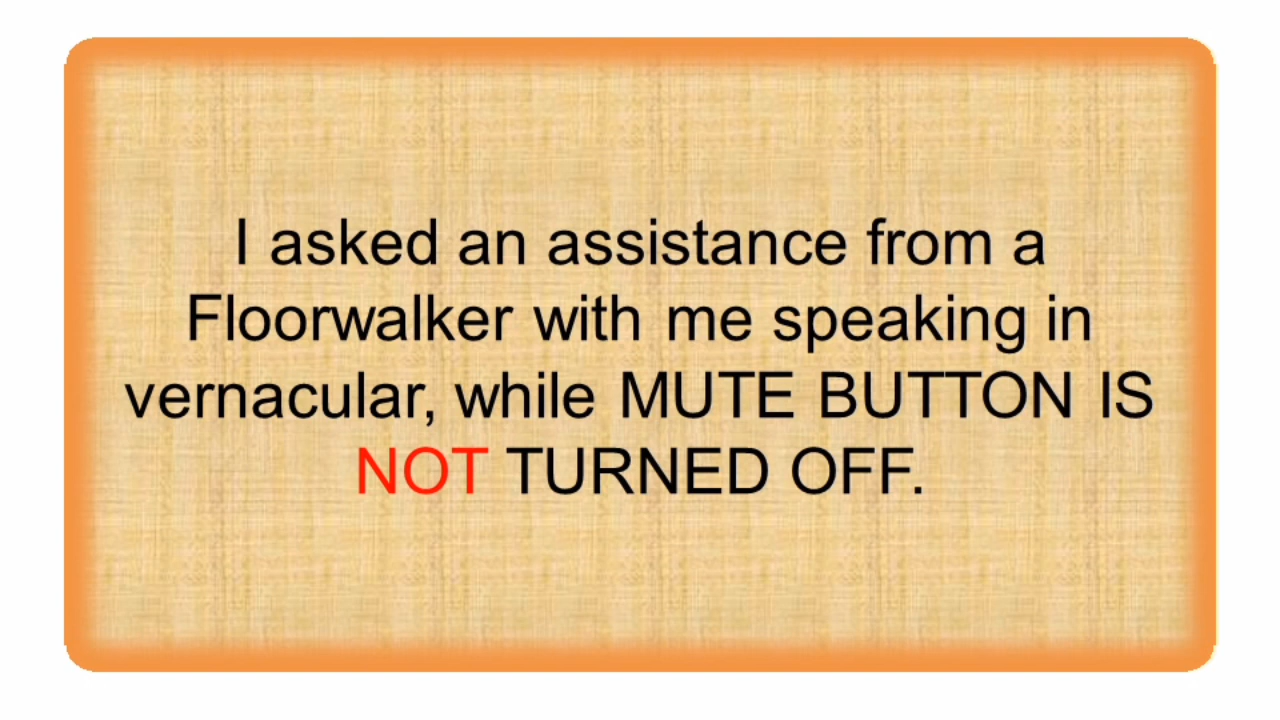 I asked an assistance from a
Floorwalker with me speaking in
vernacular, while MUTE BUTTON IS
NOT TURNED OFF.